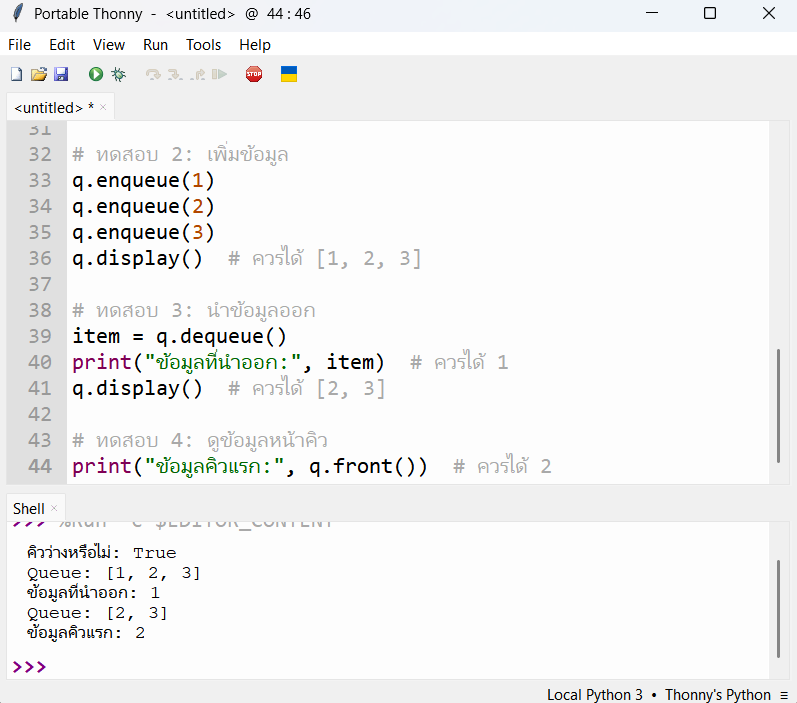 Portable Thonny - <untitled> @ 44 : 46
File Edit View Run Tools Help
STOP
<untitled> * ×
31
32 # ทดสอบ 2: เพิ่มข้อมูล
33 q.enqueue(1)
34 q.enqueue(2)
35 q.enqueue(3)
36 q.display()  # ควรได้ [1, 2, 3]
37
38 # ทดสอบ 3: นำข้อมูลออก
39 item = q.dequeue()
40 print("ข้อมูลที่นำออก:", item)  # ควรได้ 1
41 q.display()  # ควรได้ [2, 3]
42
43 # ทดสอบ 4: ดูข้อมูลหน้าคิว
44 print("ข้อมูลคิวแรก:", q.front())  # ควรได้ 2
Shell ×
>>> %Run -c $EDITOR_CONTENT
คิวว่างหรือไม่: True
Queue: [1, 2, 3]
ข้อมูลที่นำออก: 1
Queue: [2, 3]
ข้อมูลคิวแรก: 2
>>>
Local Python 3 • Thonny's Python ≡